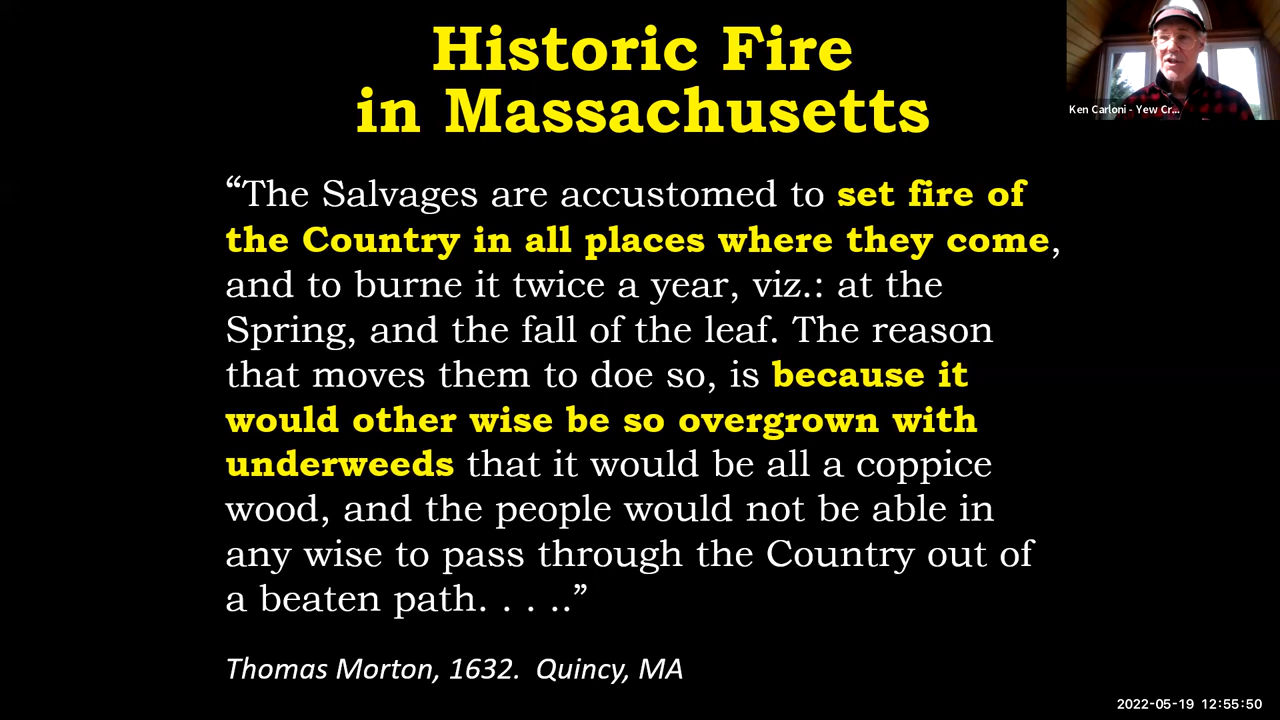 Historic Fire
in Massachusetts
Ken Carloni - Yew Cr...
“The Salvages are accustomed to set fire of
the Country in all places where they come,
and to burne it twice a year, viz.: at the
Spring, and the fall of the leaf. The reason
that moves them to doe so, is because it
would other wise be so overgrown with
underweeds that it would be all a coppice
wood, and the people would not be able in
any wise to pass through the Country out of
a beaten path. . . ..”
Thomas Morton, 1632.  Quincy, MA
2022-05-19 12:55:50